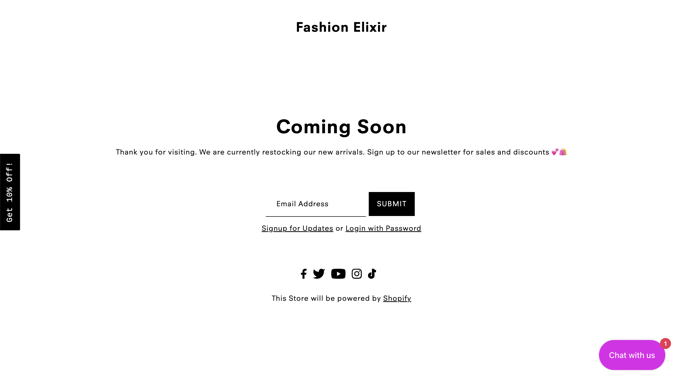 Fashion Elixir
Coming Soon
Thank you for visiting. We are currently restocking our new arrivals. Sign up to our newsletter for sales and discounts 💕🛍️
Get 10% Off!
Email Address
SUBMIT
Signup for Updates or Login with Password
This Store will be powered by Shopify
Chat with us
1